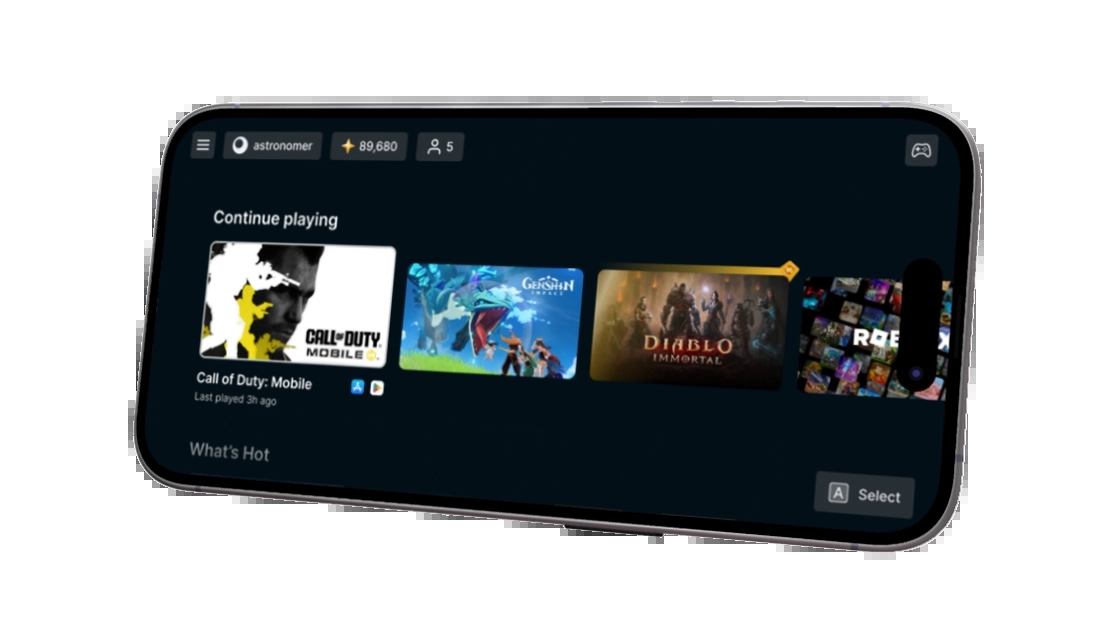 astronomer
89,680
5
Continue playing
CALL OF DUTY
MOBILE
GENSHIN
IMPACT
DIABLO
IMMORTAL
Call of Duty: Mobile
Last played 3h ago
What's Hot
A Select